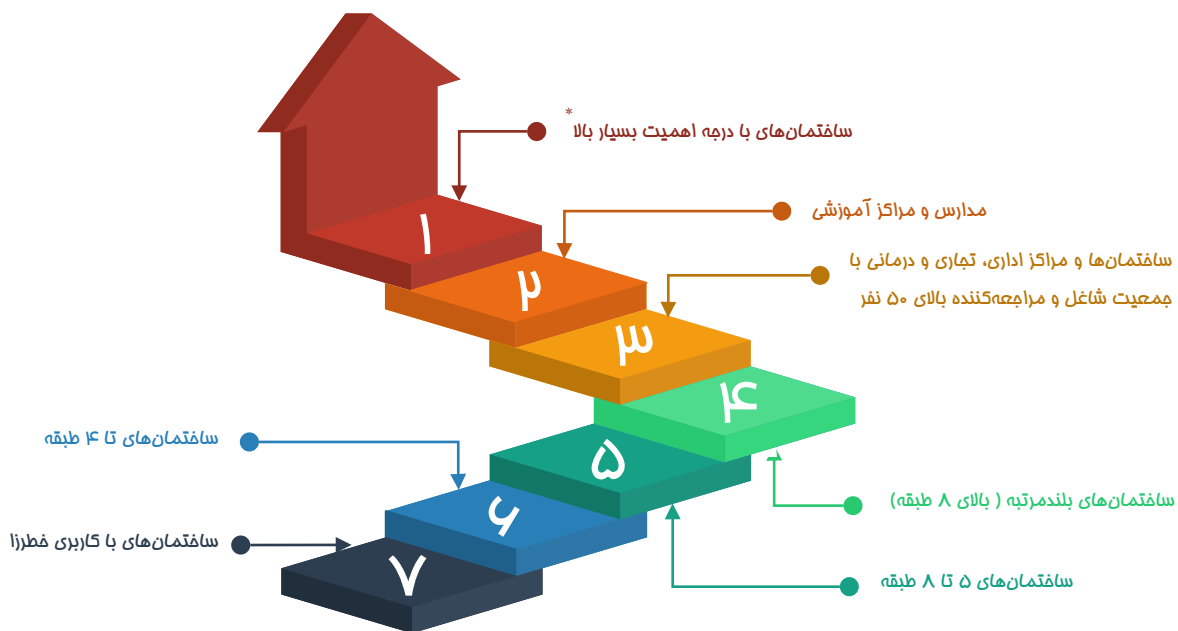 ساختمان‌های با درجه اهمیت بسیار بالا*
۱
مدارس و مراکز آموزشی
۲
ساختمان‌ها و مراکز اداری، تجاری و درمانی با
جمعیت شاغل و مراجعه‌کننده بالای ۵۰ نفر
۳
۴
ساختمان‌های بلندمرتبه ( بالای ۸ طبقه)
۵
ساختمان‌های ۵ تا ۸ طبقه
ساختمان‌های تا ۴ طبقه
۶
ساختمان‌های با کاربری خطرزا
۷